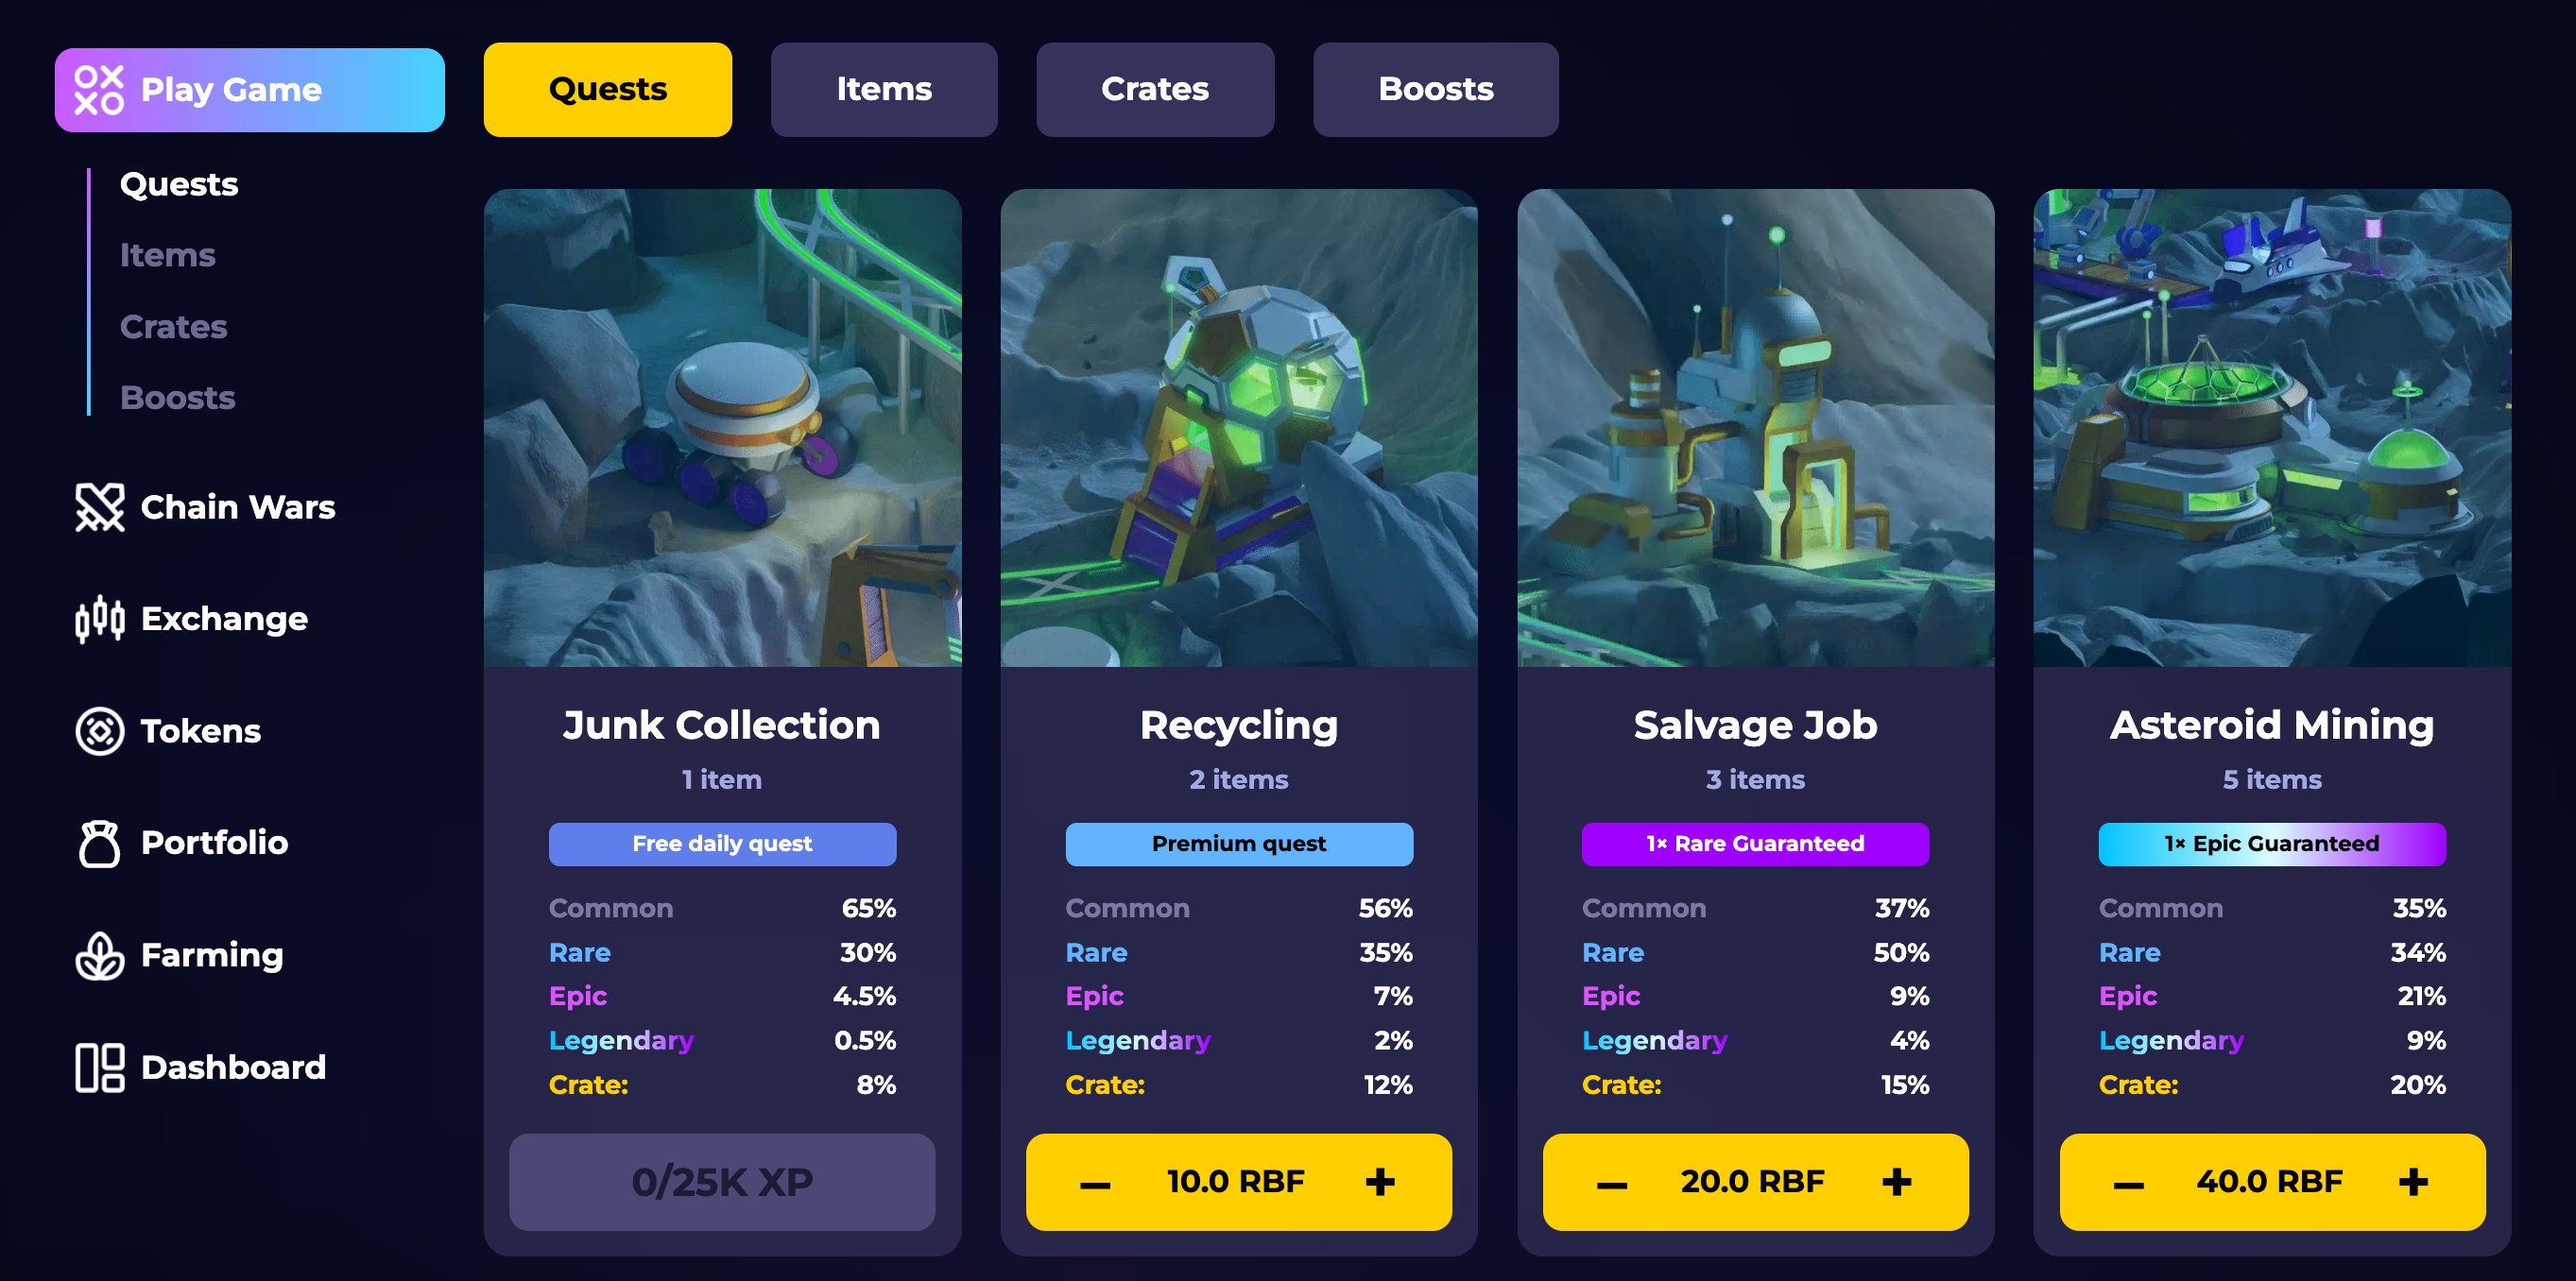 Play Game
Quests
Items
Crates
Boosts
Chain Wars
Exchange
Tokens
Portfolio
Farming
Dashboard
Quests
Items
Crates
Boosts
Junk Collection
1 item
Free daily quest
Common 65%
Rare 30%
Epic 4.5%
Legendary 0.5%
Crate: 8%
0/25K XP
Recycling
2 items
Premium quest
Common 56%
Rare 35%
Epic 7%
Legendary 2%
Crate: 12%
– 10.0 RBF +
Salvage Job
3 items
1× Rare Guaranteed
Common 37%
Rare 50%
Epic 9%
Legendary 4%
Crate: 15%
– 20.0 RBF +
Asteroid Mining
5 items
1× Epic Guaranteed
Common 35%
Rare 34%
Epic 21%
Legendary 9%
Crate: 20%
– 40.0 RBF +